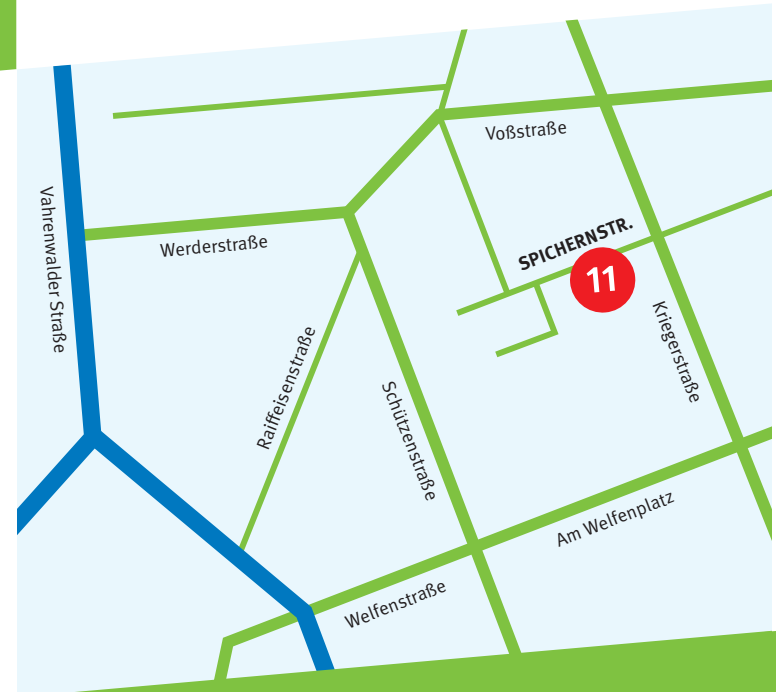 Voßstraße
Vahrenwalder Straße
Werderstraße
SPICHERNSTR.
11
Kriegerstraße
Raiffeisenstraße
Schützenstraße
Am Welfenplatz
Welfenstraße